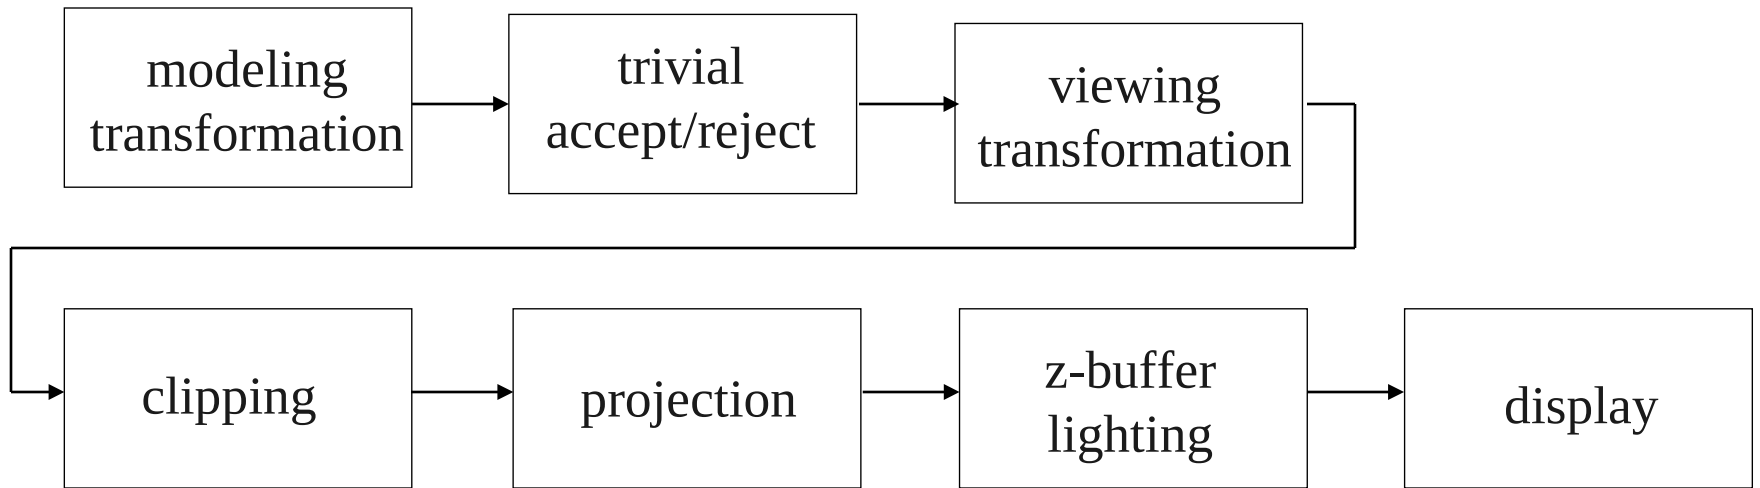 modeling
transformation
trivial
accept/reject
viewing
transformation
clipping
projection
z-buffer
lighting
display